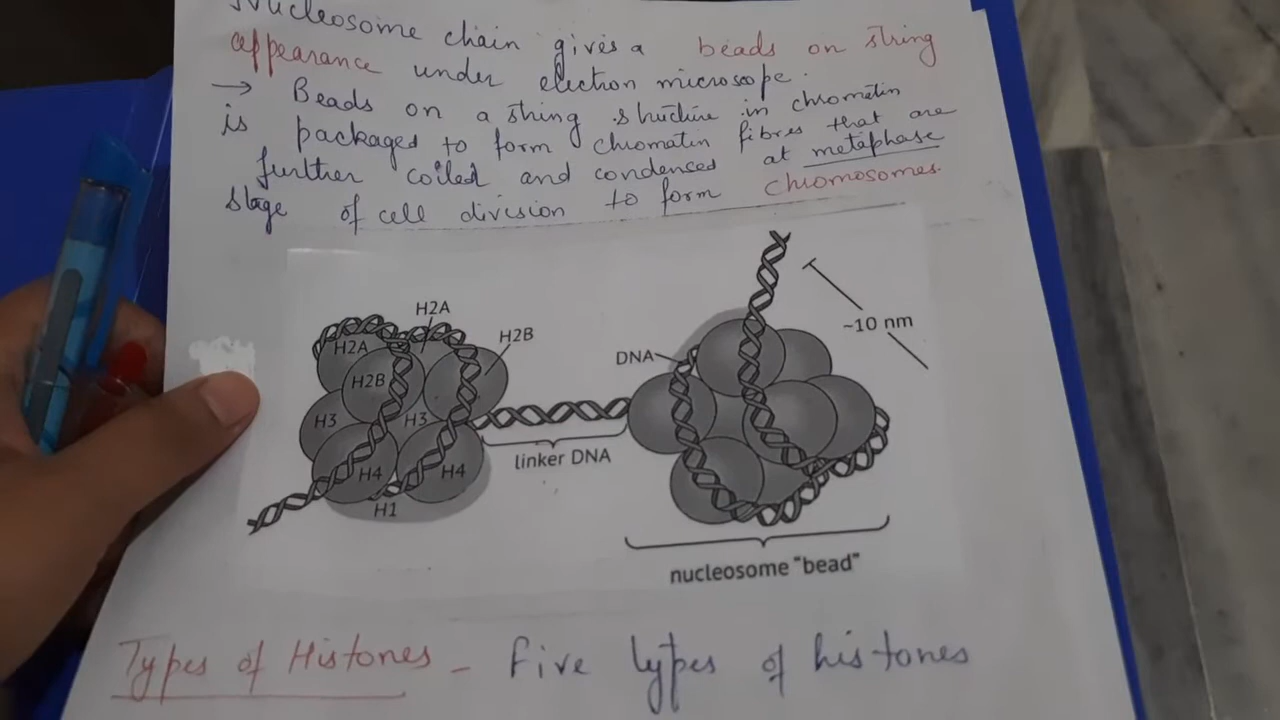 Nucleosome chain gives a beads on string
appearance under electron microscope.
→ Beads on a string structure in chromatin
is packaged to form chromatin fibres that are
further coiled and condensed at metaphase
stage of cell division to form chromosomes.
H2A
H2A
H2B
H2B
H3
H3
H4
H4
H1
linker DNA
DNA
~10 nm
nucleosome "bead"
Types of Histones - Five types of histones